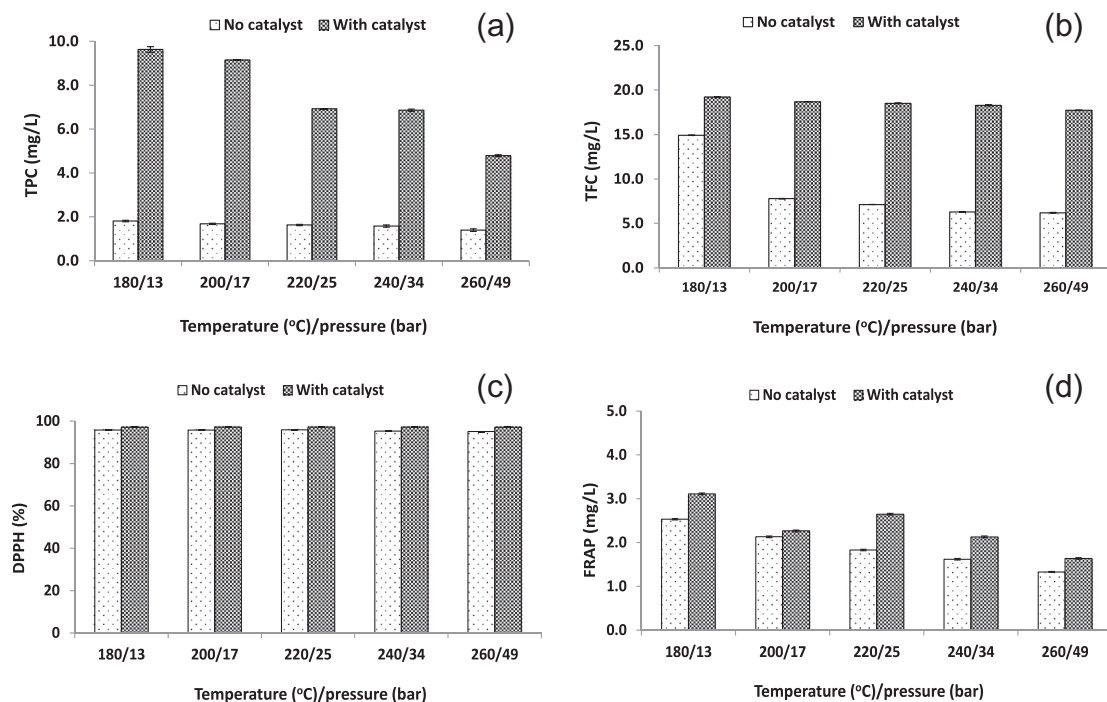 No catalyst With catalyst (a)
10.0
8.0
6.0
4.0
2.0
0.0
TPC (mg/L)
180/13 200/17 220/25 240/34 260/49
Temperature (°C)/pressure (bar)
No catalyst With catalyst (b)
25.0
20.0
15.0
10.0
5.0
0.0
TFC (mg/L)
180/13 200/17 220/25 240/34 260/49
Temperature (°C)/pressure (bar)
No catalyst With catalyst (c)
100
80
60
40
20
0
DPPH (%)
180/13 200/17 220/25 240/34 260/49
Temperature (°C)/pressure (bar)
No catalyst With catalyst (d)
5.0
4.0
3.0
2.0
1.0
0.0
FRAP (mg/L)
180/13 200/17 220/25 240/34 260/49
Temperature (°C)/pressure (bar)